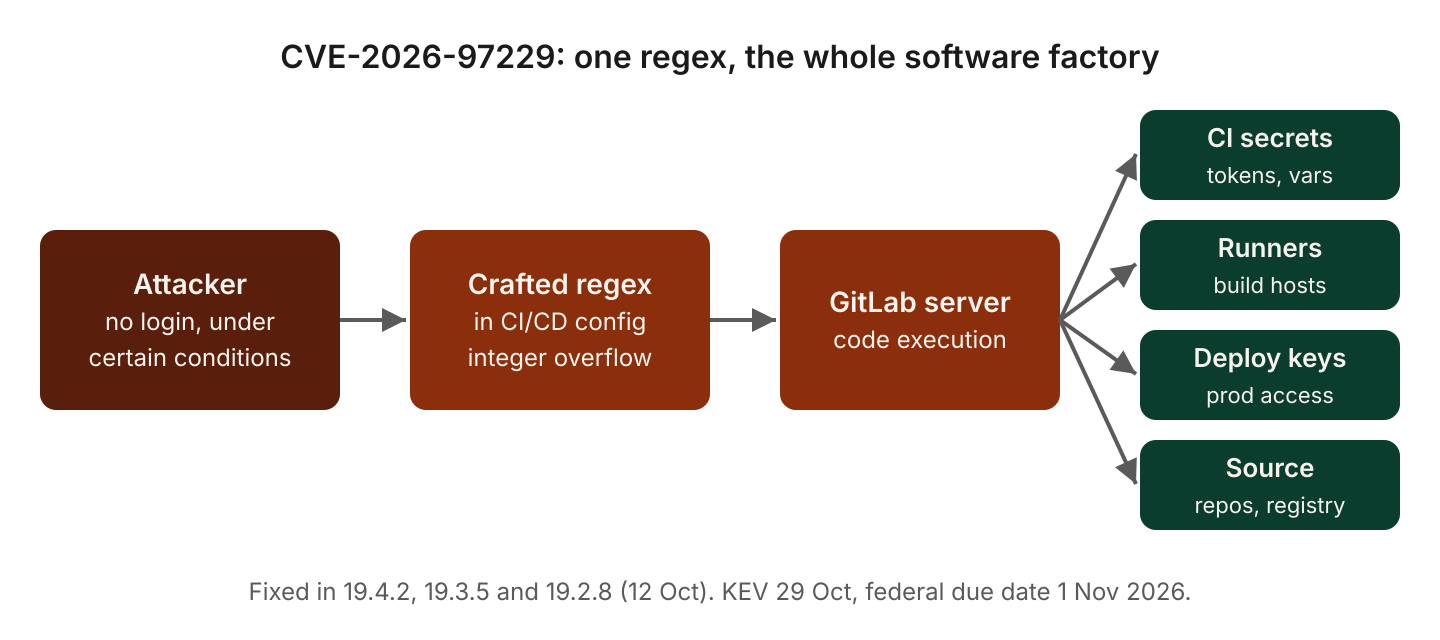 CVE-2026-97229: one regex, the whole software factory
Attacker
no login, under
certain conditions
Crafted regex
in CI/CD config
integer overflow
GitLab server
code execution
CI secrets
tokens, vars
Runners
build hosts
Deploy keys
prod access
Source
repos, registry
Fixed in 19.4.2, 19.3.5 and 19.2.8 (12 Oct). KEV 29 Oct, federal due date 1 Nov 2026.